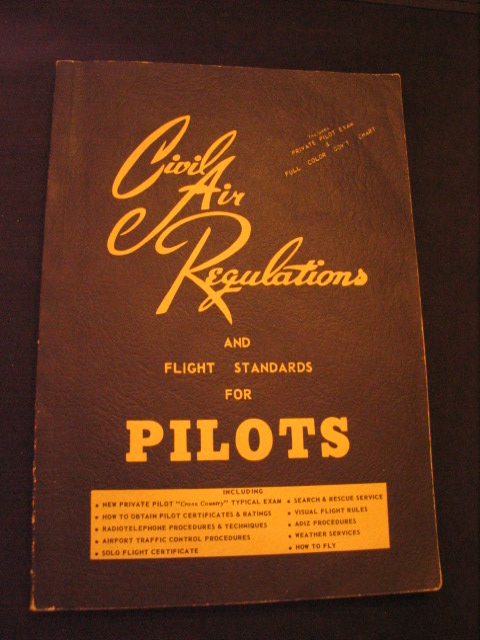 Includes
PRIVATE PILOT EXAM
&
FULL COLOR GOV'T CHART
Civil
Air
Regulations
AND
FLIGHT STANDARDS
FOR
PILOTS
INCLUDING
• NEW PRIVATE PILOT "Cross Country" TYPICAL EXAM
• HOW TO OBTAIN PILOT CERTIFICATES & RATINGS
• RADIOTELEPHONE PROCEDURES & TECHNIQUES
• AIRPORT TRAFFIC CONTROL PROCEDURES
• SOLO FLIGHT CERTIFICATE
• SEARCH & RESCUE SERVICE
• VISUAL FLIGHT RULES
• ADIZ PROCEDURES
• WEATHER SERVICES
• HOW TO FLY